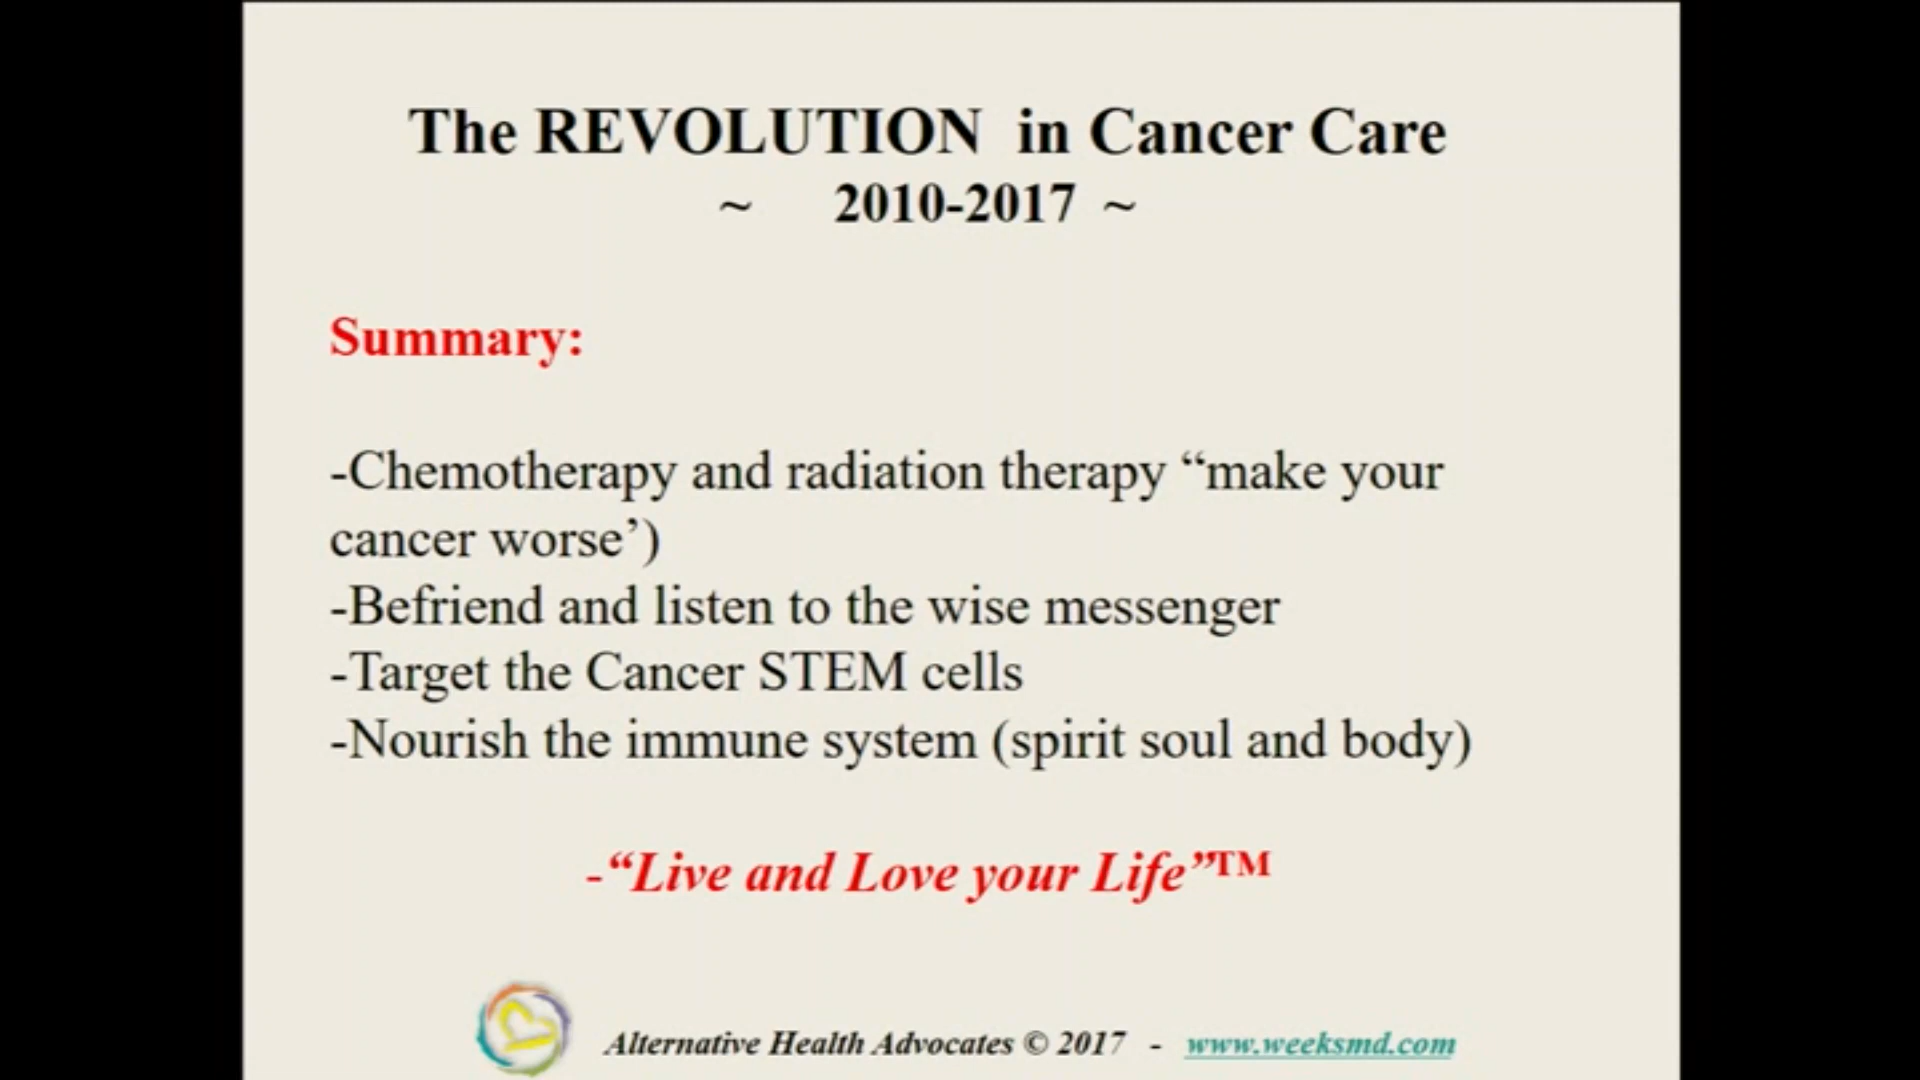 The REVOLUTION in Cancer Care
~ 2010-2017 ~
Summary:
-Chemotherapy and radiation therapy “make your
cancer worse’)
-Befriend and listen to the wise messenger
-Target the Cancer STEM cells
-Nourish the immune system (spirit soul and body)
-“Live and Love your Life”TM
Alternative Health Advocates © 2017 - www.weeksmd.com